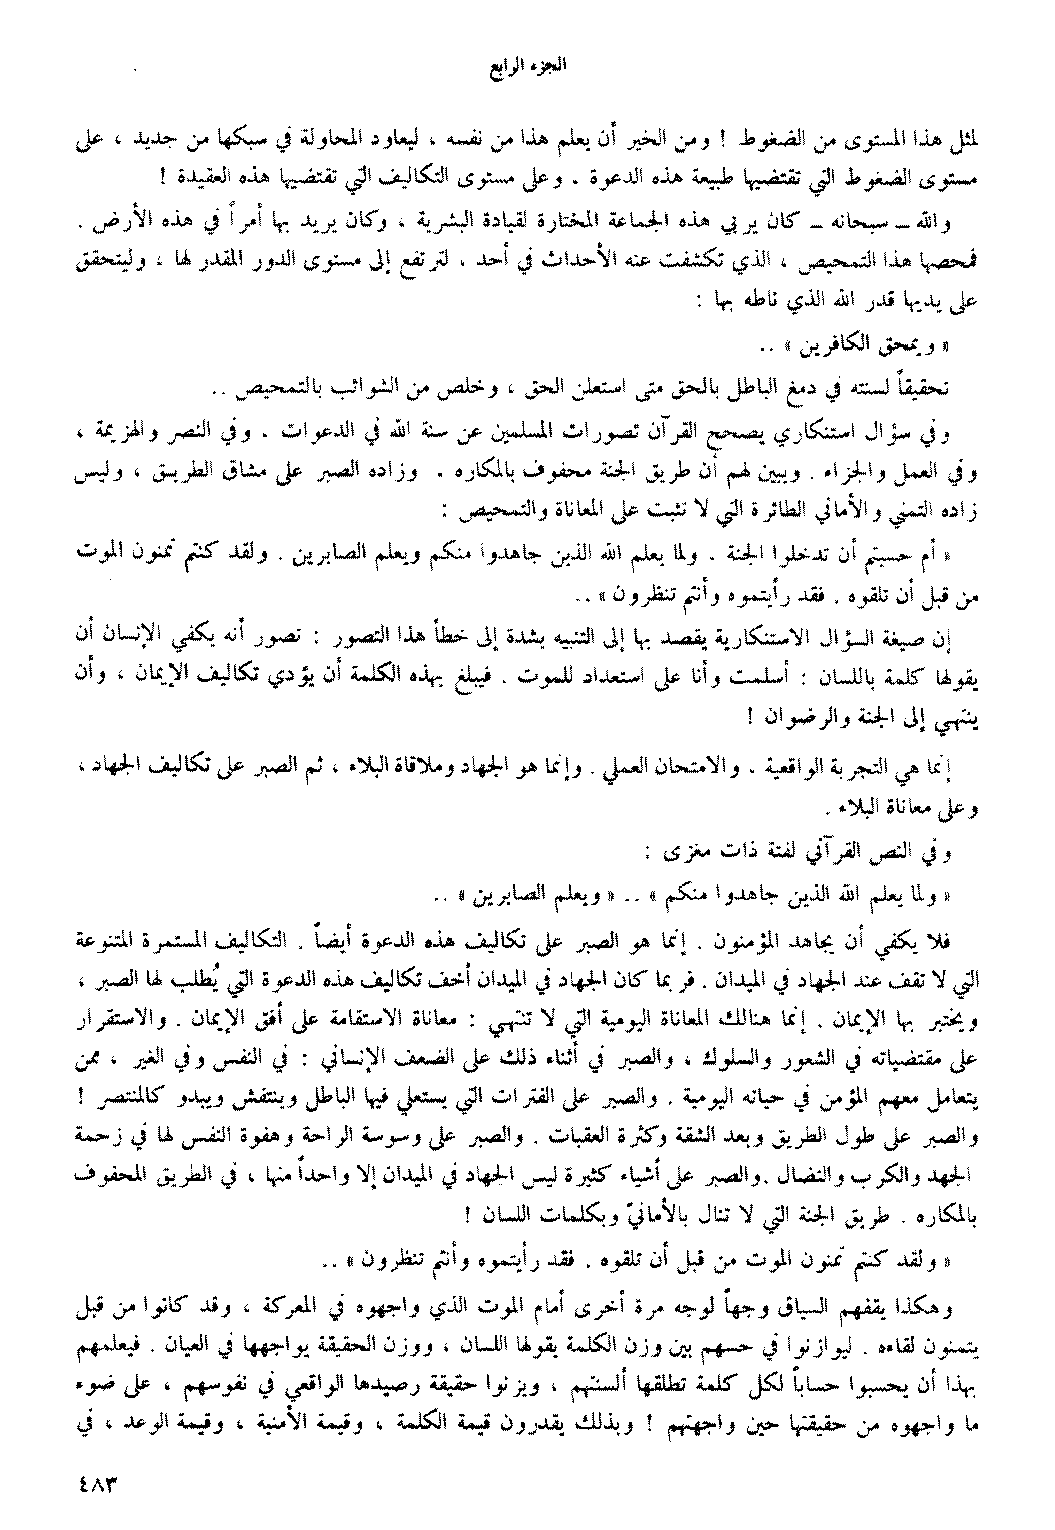 الجزء الرابع
لمثل هذا المستوى من الضغوط ! ومن الخير أن يعلم هذا من نفسه ، ليعاود المحاولة في سبكها من جديد ، على
مستوى الضغوط التي تقتضيها طبيعة هذه الدعوة . وعلى مستوى التكاليف التي تقتضيها هذه العقيدة !
والله – سبحانه – كان يربي هذه الجماعة المختارة لقيادة البشرية ، وكان يريد بها أمراً في هذه الأرض .
فمحصها هذا التمحيص ، الذي تكشفت عنه الأحداث في أحد ، لترتفع إلى مستوى الدور المقدر لها ، وليتحقق
على يديها قدر الله الذي ناطه بها :
« ويمحق الكافرين » ..
تحقيقاً لسنته في دمغ الباطل بالحق متى استعلن الحق ، وخلص من الشوائب بالتمحيص ..
وفي سؤال استنكاري يصحح القرآن تصورات المسلمين عن سنة الله في الدعوات ، وفي النصر والهزيمة ،
وفي العمل والجزاء . ويبين لهم أن طريق الجنة محفوف بالمكاره . وزاده الصبر على مشاق الطريق ، وليس
زاده التمني والأماني الطائرة التي لا تثبت على المعاناة والتمحيص :
« أم حسبتم أن تدخلوا الجنة ، ولما يعلم الله الذين جاهدوا منكم ويعلم الصابرين . ولقد كنتم تمنون الموت
من قبل أن تلقوه . فقد رأيتموه وأنتم تنظرون » ..
إن صيغة السؤال الاستنكارية يقصد بها إلى التنبيه بشدة إلى خطأ هذا التصور : تصور أنه يكفي الإنسان أن
يقولها كلمة باللسان : أسلمت وأنا على استعداد للموت . فيبلغ بهذه الكلمة أن يؤدي تكاليف الإيمان ، وأن
ينتهي إلى الجنة والرضوان !
إنما هي التجربة الواقعية ، والامتحان العملي . وإنما هو الجهاد وملاقاة البلاء ، ثم الصبر على تكاليف الجهاد ،
وعلى معاناة البلاء .
وفي النص القرآني لفتة ذات مغزى :
« ولما يعلم الله الذين جاهدوا منكم » .. « ويعلم الصابرين » ..
فلا يكفي أن يجاهد المؤمنون . إنما هو الصبر على تكاليف هذه الدعوة أيضاً . التكاليف المستمرة المتنوعة
التي لا تقف عند الجهاد في الميدان . فربما كان الجهاد في الميدان أخف تكاليف هذه الدعوة التي يُطلب لها الصبر ،
ويختبر بها الإيمان . إنما هنالك المعاناة اليومية التي لا تنتهي : معاناة الاستقامة على أفق الإيمان . والاستقرار
على مقتضياته في الشعور والسلوك ، والصبر في أثناء ذلك على الضعف الإنساني : في النفس وفي الغير ، ممن
يتعامل معهم المؤمن في حياته اليومية . والصبر على الفترات التي يستعلي فيها الباطل وينتفش ويبدو كالمنتصر !
والصبر على طول الطريق وبعد الشقة وكثرة العقبات . والصبر على وسوسة الراحة وهفوة النفس لها في زحمة
الجهد والكرب والنضال .والصبر على أشياء كثيرة ليس الجهاد في الميدان إلا واحداً منها ، في الطريق المحفوف
بالمكاره . طريق الجنة التي لا تنال بالأمانيّ وبكلمات اللسان !
« ولقد كنتم تمنون الموت من قبل أن تلقوه . فقد رأيتموه وأنتم تنظرون » ..
وهكذا يقفهم السياق وجهاً لوجه مرة أخرى أمام الموت الذي واجهوه في المعركة ، وقد كانوا من قبل
يتمنون لقاءه . ليوازنوا في حسهم بين وزن الكلمة يقولها اللسان ، ووزن الحقيقة يواجهها في العيان . فيعلمهم
بهذا أن يحسبوا حساباً لكل كلمة تطلقها ألسنتهم ، ويزنوا حقيقة رصيدها الواقعي في نفوسهم ، على ضوء
ما واجهوه من حقيقتها حين واجهتهم ! وبذلك يقدرون قيمة الكلمة ، وقيمة الأمنية ، وقيمة الوعد ، في
٤٨٣